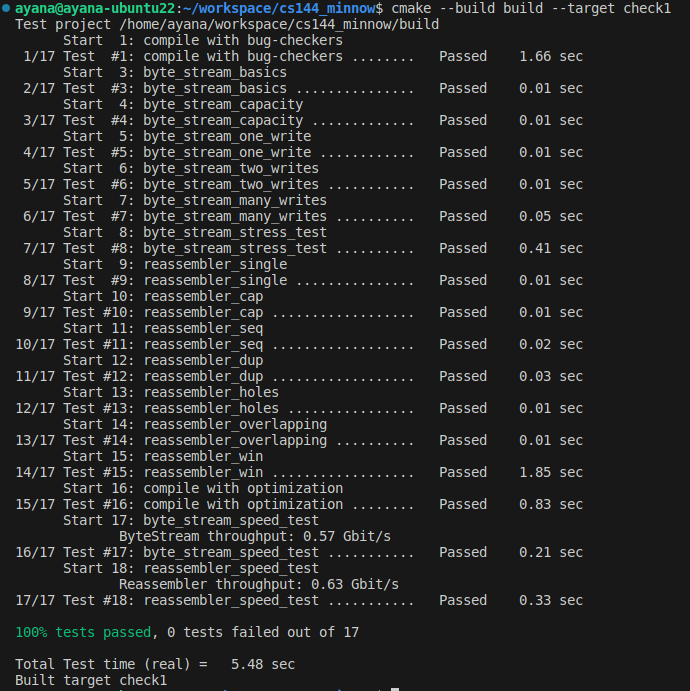 ayana@ayana-ubuntu22:~/workspace/cs144_minnow$ cmake --build build --target check1
Test project /home/ayana/workspace/cs144_minnow/build
      Start  1: compile with bug-checkers
 1/17 Test  #1: compile with bug-checkers ........   Passed    1.66 sec
      Start  3: byte_stream_basics
 2/17 Test  #3: byte_stream_basics ...............   Passed    0.01 sec
      Start  4: byte_stream_capacity
 3/17 Test  #4: byte_stream_capacity .............   Passed    0.01 sec
      Start  5: byte_stream_one_write
 4/17 Test  #5: byte_stream_one_write ............   Passed    0.01 sec
      Start  6: byte_stream_two_writes
 5/17 Test  #6: byte_stream_two_writes ...........   Passed    0.01 sec
      Start  7: byte_stream_many_writes
 6/17 Test  #7: byte_stream_many_writes ..........   Passed    0.05 sec
      Start  8: byte_stream_stress_test
 7/17 Test  #8: byte_stream_stress_test ..........   Passed    0.41 sec
      Start  9: reassembler_single
 8/17 Test  #9: reassembler_single ...............   Passed    0.01 sec
      Start 10: reassembler_cap
 9/17 Test #10: reassembler_cap ..................   Passed    0.01 sec
      Start 11: reassembler_seq
10/17 Test #11: reassembler_seq ..................   Passed    0.02 sec
      Start 12: reassembler_dup
11/17 Test #12: reassembler_dup ..................   Passed    0.03 sec
      Start 13: reassembler_holes
12/17 Test #13: reassembler_holes ................   Passed    0.01 sec
      Start 14: reassembler_overlapping
13/17 Test #14: reassembler_overlapping ..........   Passed    0.01 sec
      Start 15: reassembler_win
14/17 Test #15: reassembler_win ..................   Passed    1.85 sec
      Start 16: compile with optimization
15/17 Test #16: compile with optimization ........   Passed    0.83 sec
      Start 17: byte_stream_speed_test
             ByteStream throughput: 0.57 Gbit/s
16/17 Test #17: byte_stream_speed_test ...........   Passed    0.21 sec
      Start 18: reassembler_speed_test
             Reassembler throughput: 0.63 Gbit/s
17/17 Test #18: reassembler_speed_test ...........   Passed    0.33 sec

100% tests passed, 0 tests failed out of 17

Total Test time (real) =   5.48 sec
Built target check1